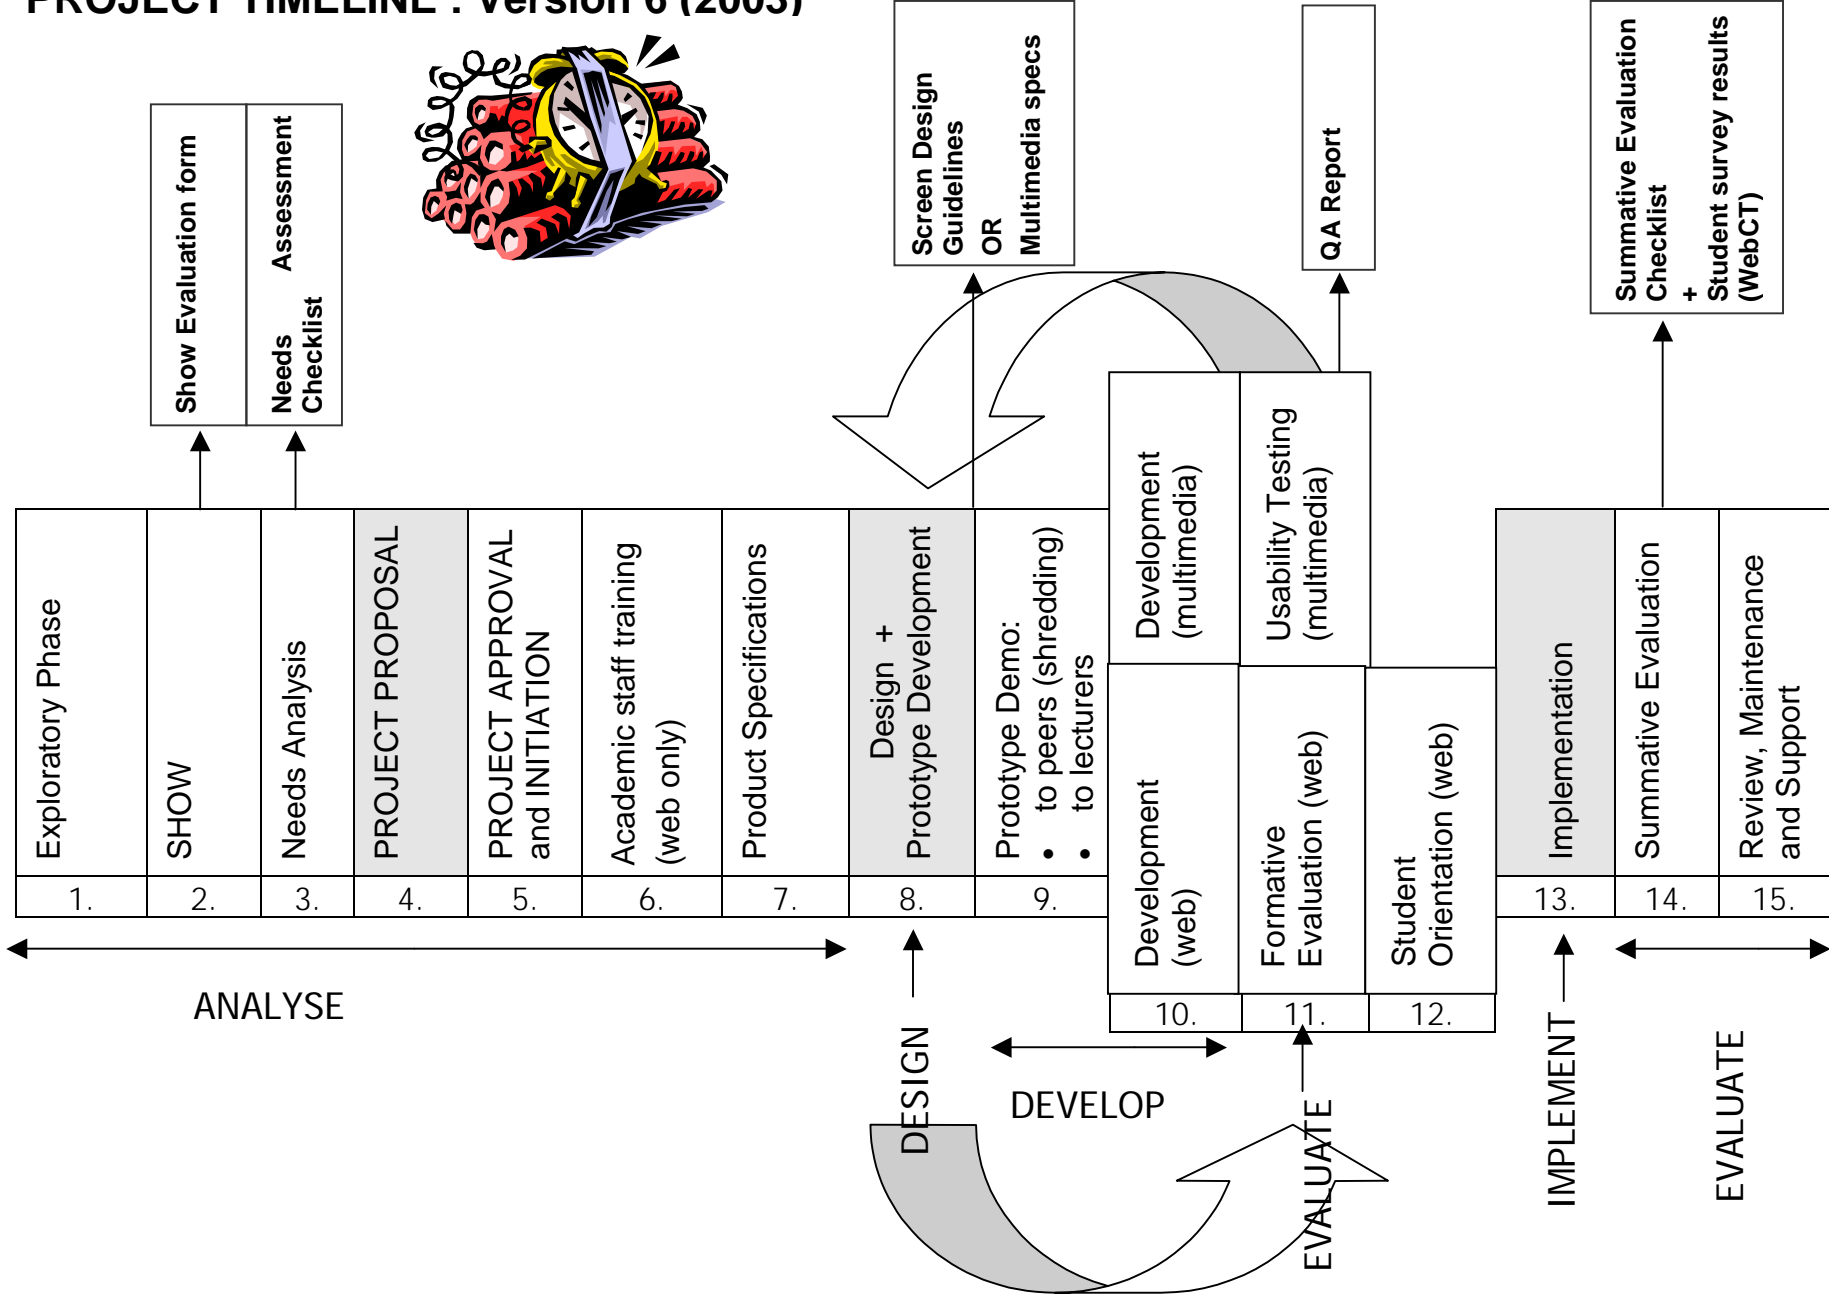 PROJECT TIMELINE : Version 6 (2003)
Show Evaluation form
Needs Assessment
Checklist
Screen Design
Guidelines
OR
Multimedia specs
QA Report
Summative Evaluation
Checklist
+
Student survey results
(WebCT)
Exploratory Phase
SHOW
Needs Analysis
PROJECT PROPOSAL
PROJECT APPROVAL
and INITIATION
Academic staff training
(web only)
Product Specifications
Design +
Prototype Development
Prototype Demo:
• to peers (shredding)
• to lecturers
Development
(multimedia)
Usability Testing
(multimedia)
Development
(web)
Formative
Evaluation (web)
Student
Orientation (web)
Implementation
Summative Evaluation
Review, Maintenance
and Support
1.
2.
3.
4.
5.
6.
7.
8.
9.
10.
11.
12.
13.
14.
15.
ANALYSE
DESIGN
DEVELOP
EVALUATE
IMPLEMENT
EVALUATE